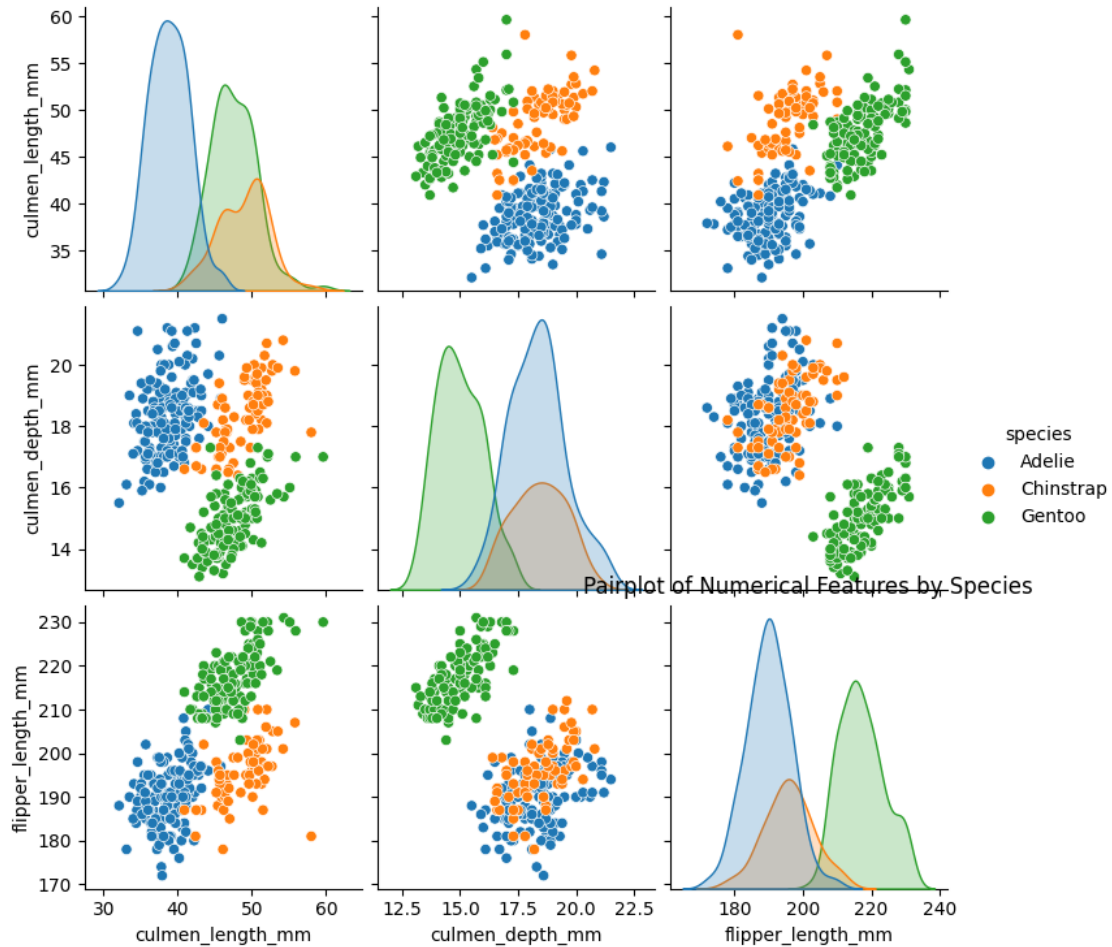 60
55
50
45
40
35
culmen_length_mm
20
18
16
14
culmen_depth_mm
species
Adelie
Chinstrap
Gentoo
Pairplot of Numerical Features by Species
230
220
210
200
190
180
170
flipper_length_mm
30 40 50 60
culmen_length_mm
12.5 15.0 17.5 20.0 22.5
culmen_depth_mm
180 200 220 240
flipper_length_mm